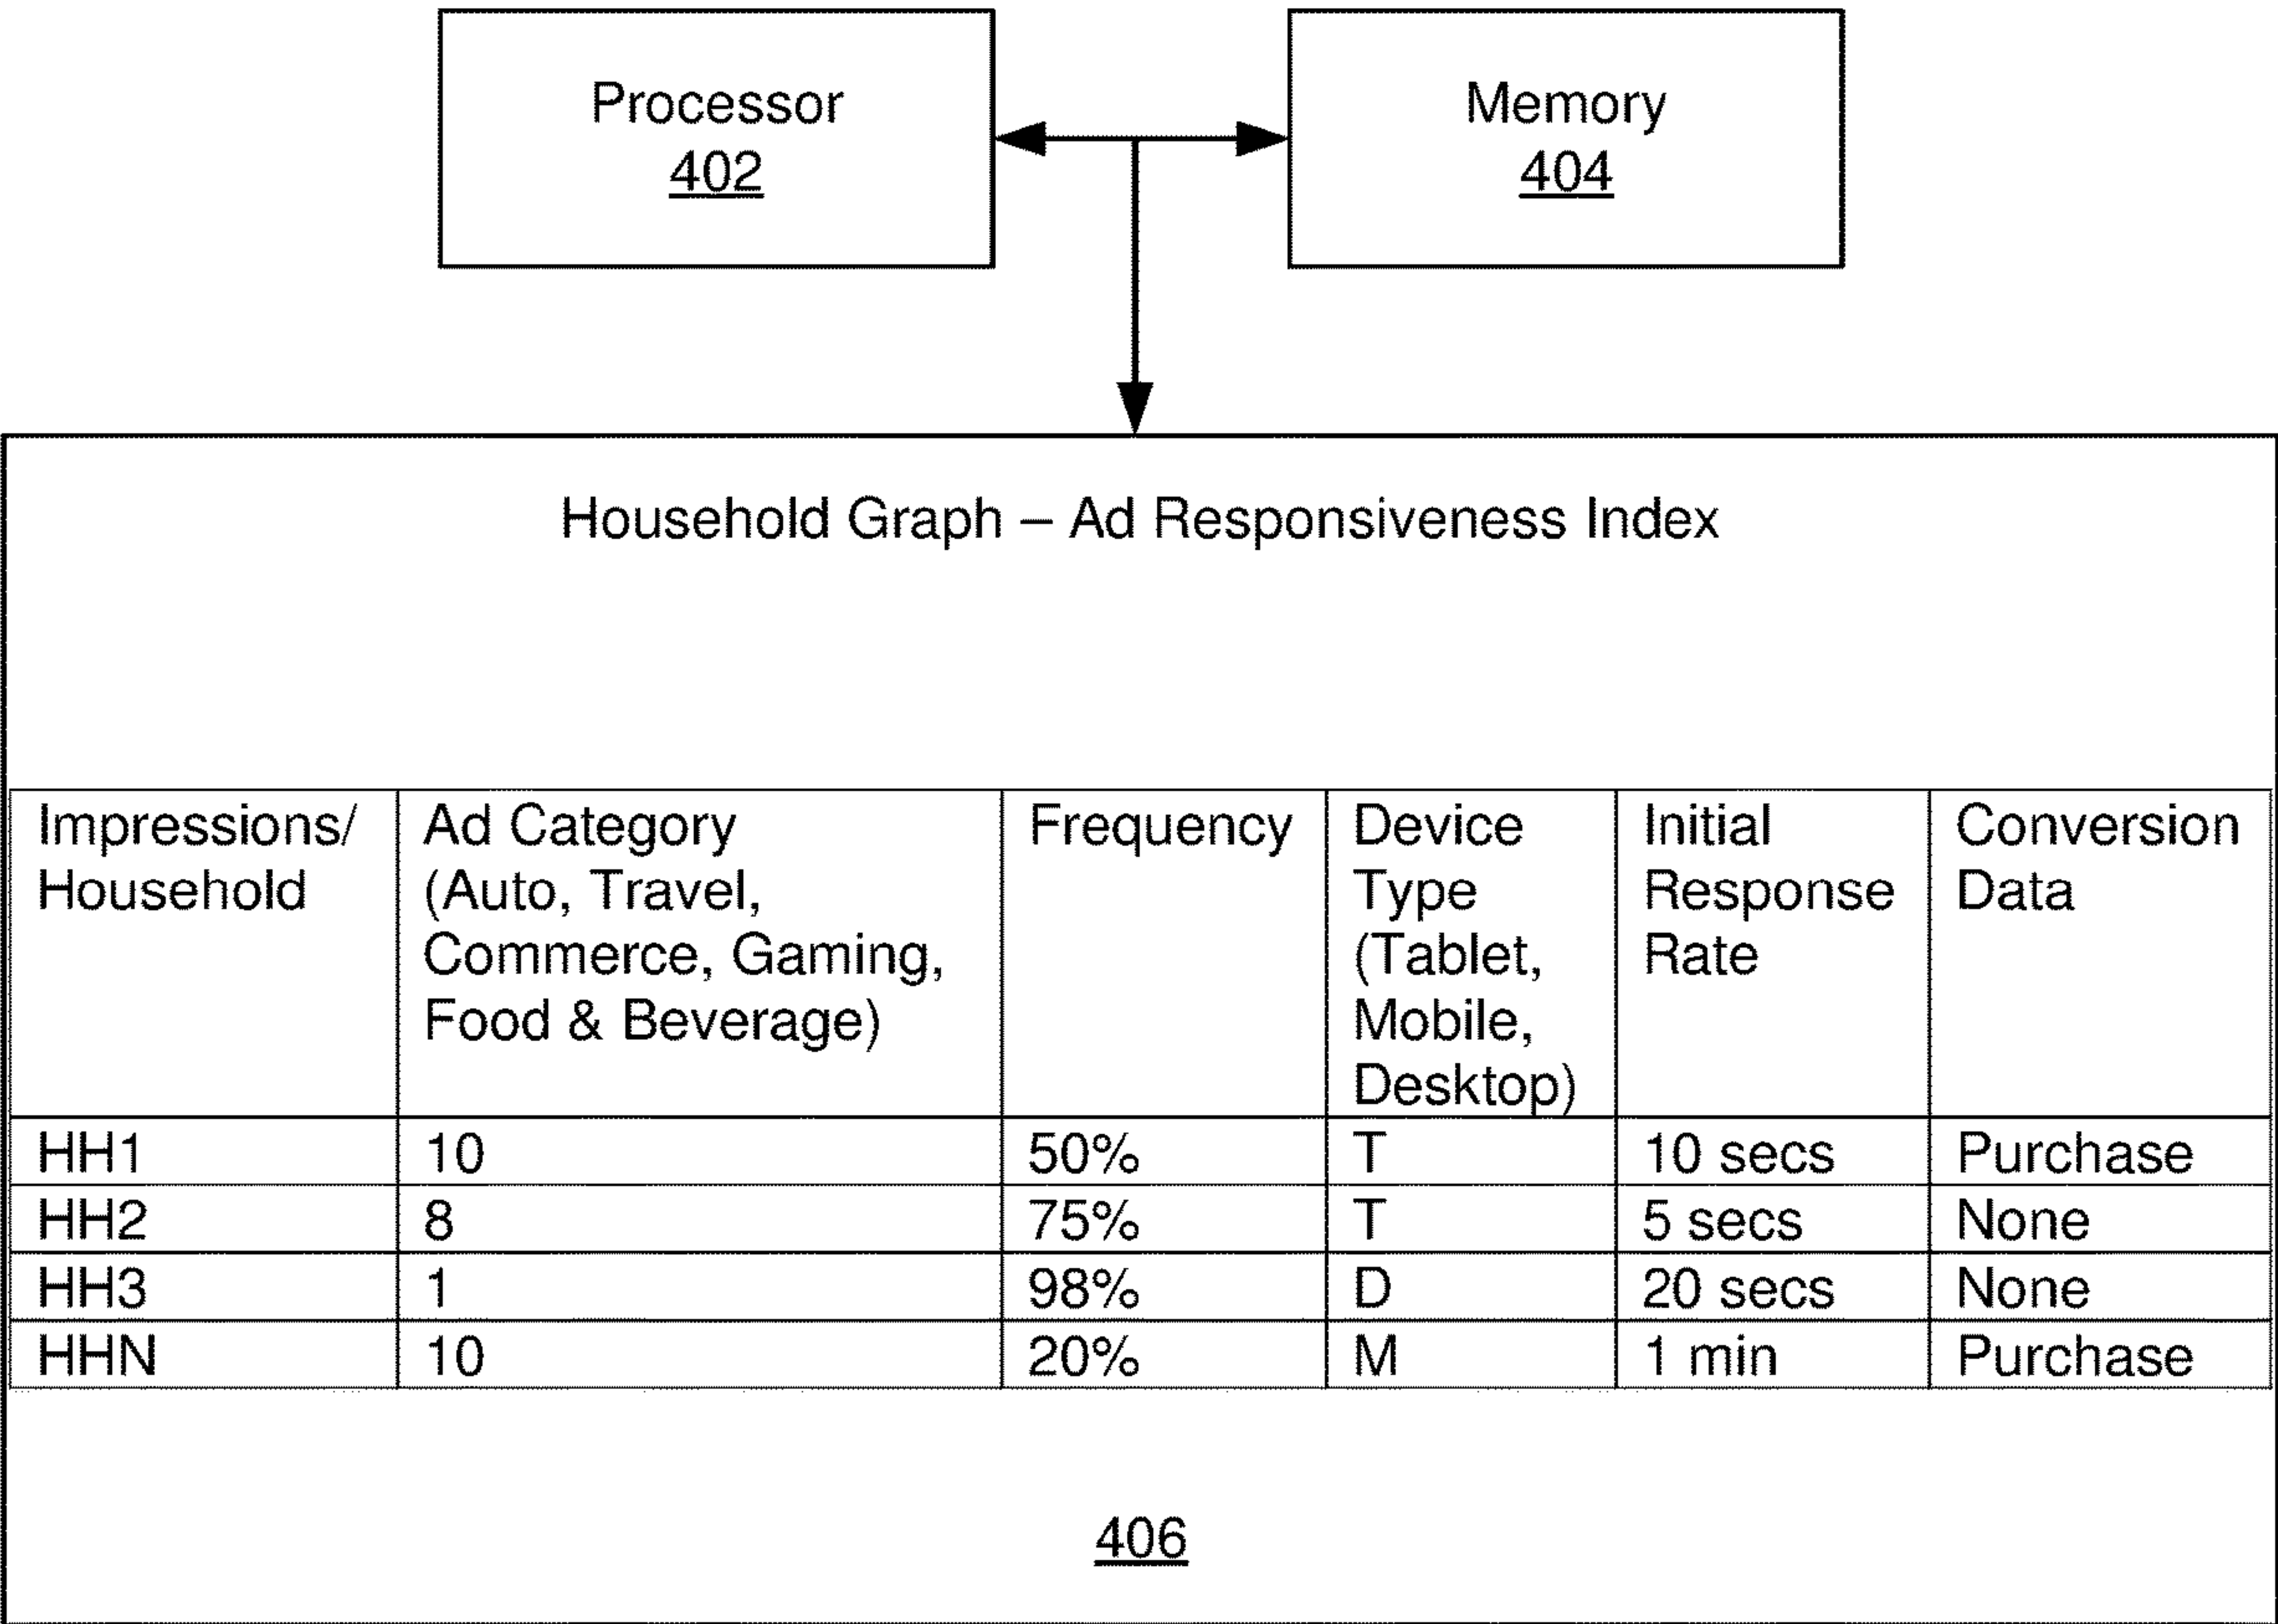 Processor
402
Memory
404
Household Graph – Ad Responsiveness Index
Impressions/
Household
Ad Category
(Auto, Travel,
Commerce, Gaming,
Food & Beverage)
Frequency
Device
Type
(Tablet,
Mobile,
Desktop)
Initial
Response
Rate
Conversion
Data
HH1 10 50% T 10 secs Purchase
HH2 8 75% T 5 secs None
HH3 1 98% D 20 secs None
HHN 10 20% M 1 min Purchase
406